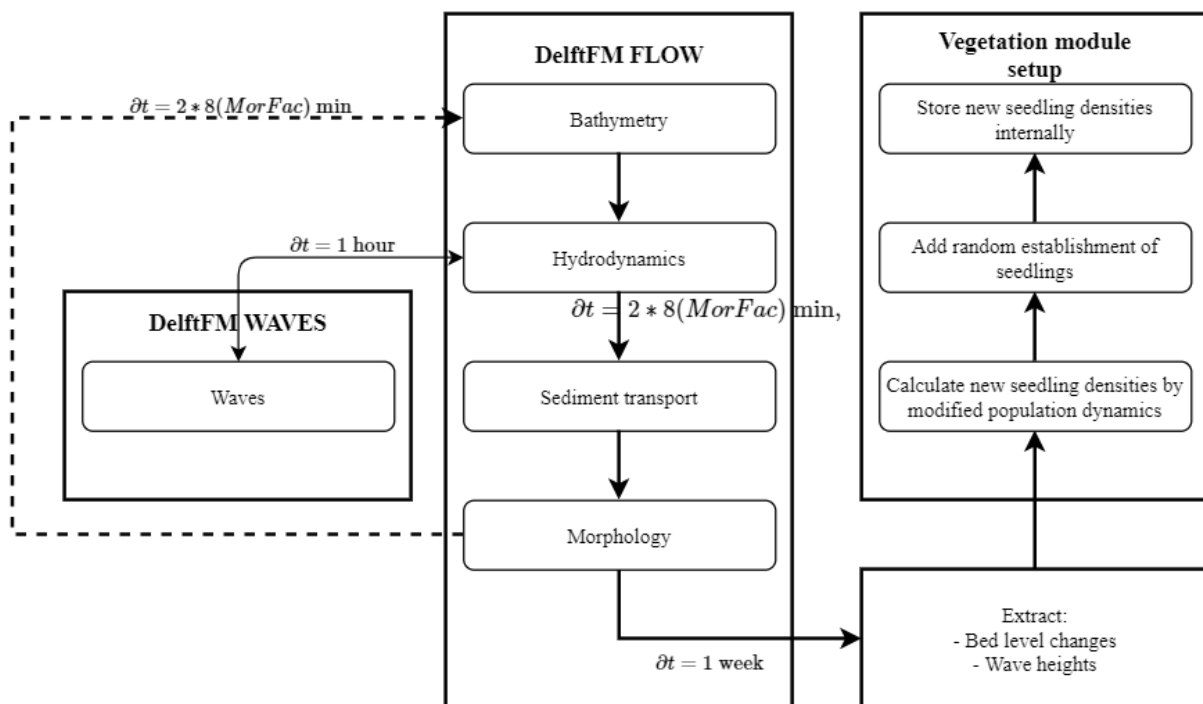 DelftFM FLOW
∂t = 2 * 8(MorFac) min
Bathymetry
∂t = 1 hour
Hydrodynamics
∂t = 2 * 8(MorFac) min,
DelftFM WAVES
Waves
Sediment transport
Morphology
∂t = 1 week
Vegetation module
setup
Store new seedling densities
internally
Add random establishment of
seedlings
Calculate new seedling densities by
modified population dynamics
Extract:
- Bed level changes
- Wave heights